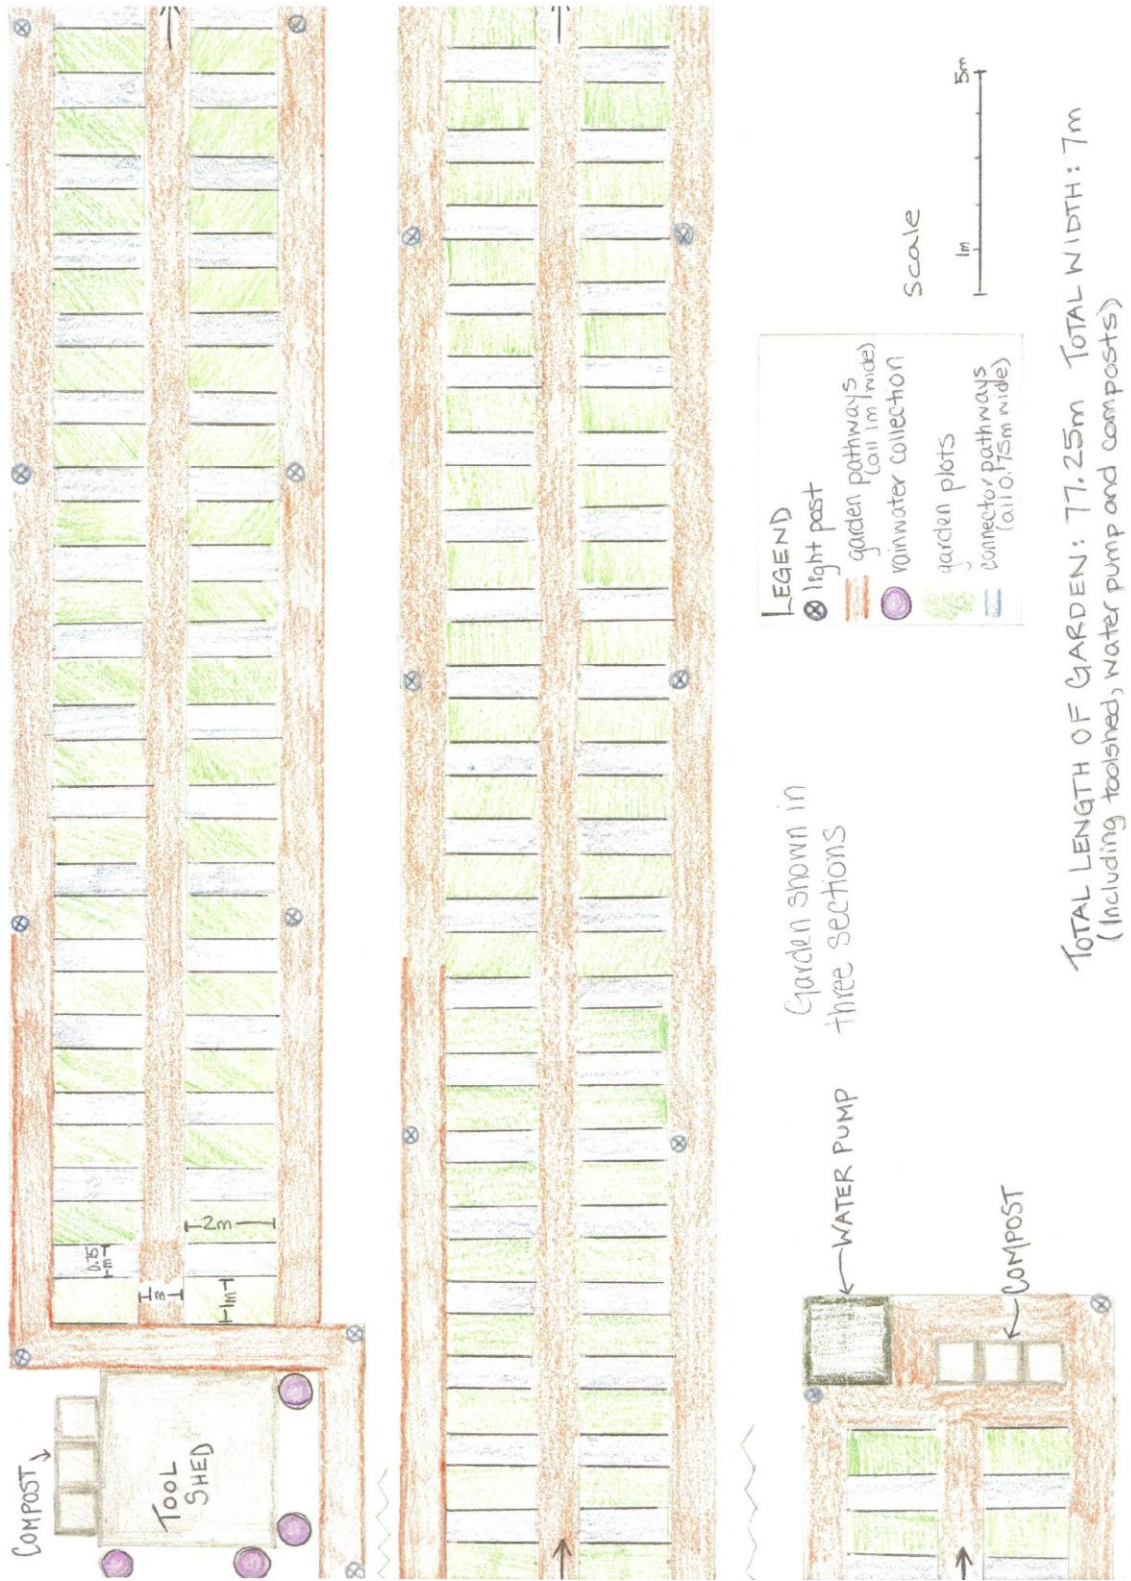 COMPOST
TOOL
SHED
0.75
m
1m
1m
2m
WATER PUMP
COMPOST
Garden shown in
three sections
LEGEND
light post
garden pathways
(all 1m wide)
rainwater collection
garden plots
connector pathways
(all 0.75m wide)
Scale
1m
5m
TOTAL LENGTH OF GARDEN: 77.25m TOTAL WIDTH: 7m
(Including toolshed, water pump and composts)